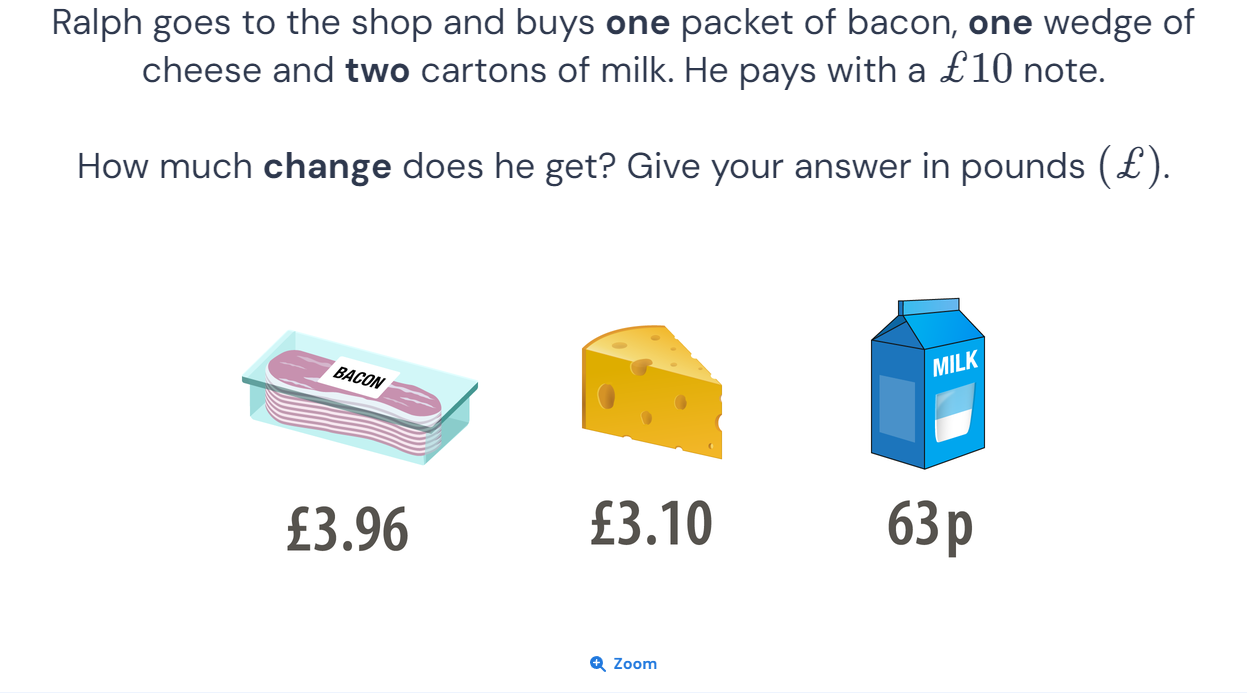 Ralph goes to the shop and buys one packet of bacon, one wedge of
cheese and two cartons of milk. He pays with a £10 note.
How much change does he get? Give your answer in pounds (£).
BACON
MILK
£3.96
£3.10
63p
Zoom